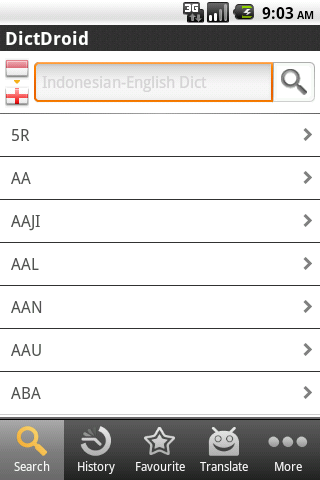 3G 9:03 AM
DictDroid
Indonesian-English Dict
5R
AA
AAJI
AAL
AAN
AAU
ABA
Search History Favourite Translate More